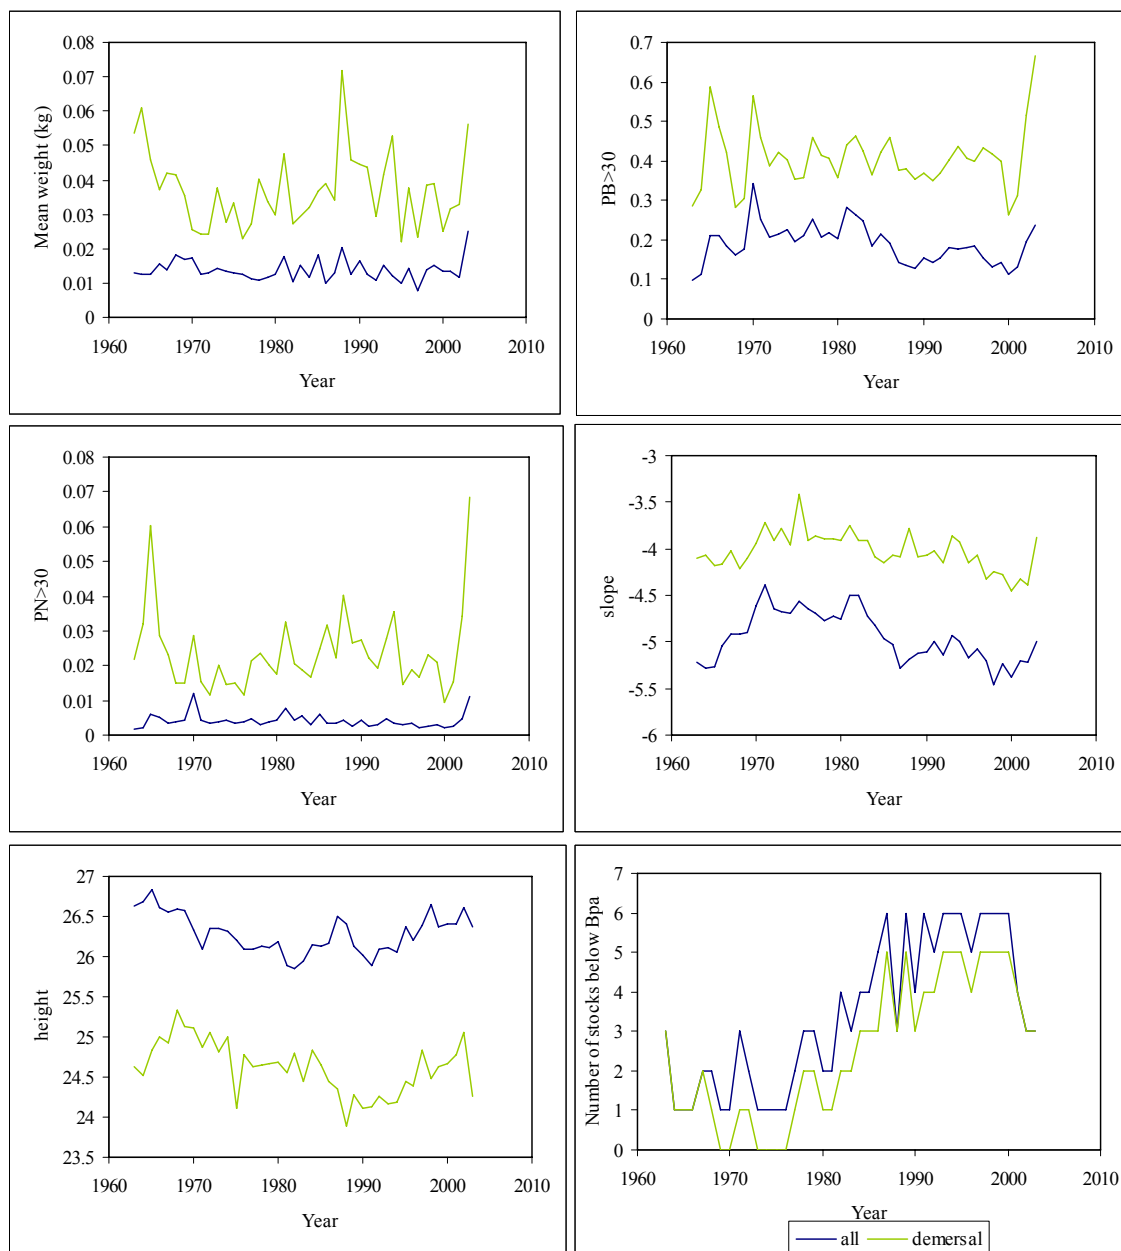 Mean weight (kg)
0.08
0.07
0.06
0.05
0.04
0.03
0.02
0.01
0
1960 1970 1980 1990 2000 2010
Year
PB>30
0.7
0.6
0.5
0.4
0.3
0.2
0.1
0
1960 1970 1980 1990 2000 2010
Year
PN>30
0.08
0.07
0.06
0.05
0.04
0.03
0.02
0.01
0
1960 1970 1980 1990 2000 2010
Year
slope
-3
-3.5
-4
-4.5
-5
-5.5
-6
1960 1970 1980 1990 2000 2010
Year
height
27
26.5
26
25.5
25
24.5
24
23.5
1960 1970 1980 1990 2000 2010
Year
Number of stocks below Bpa
7
6
5
4
3
2
1
0
1960 1970 1980 1990 2000 2010
Year
all demersal